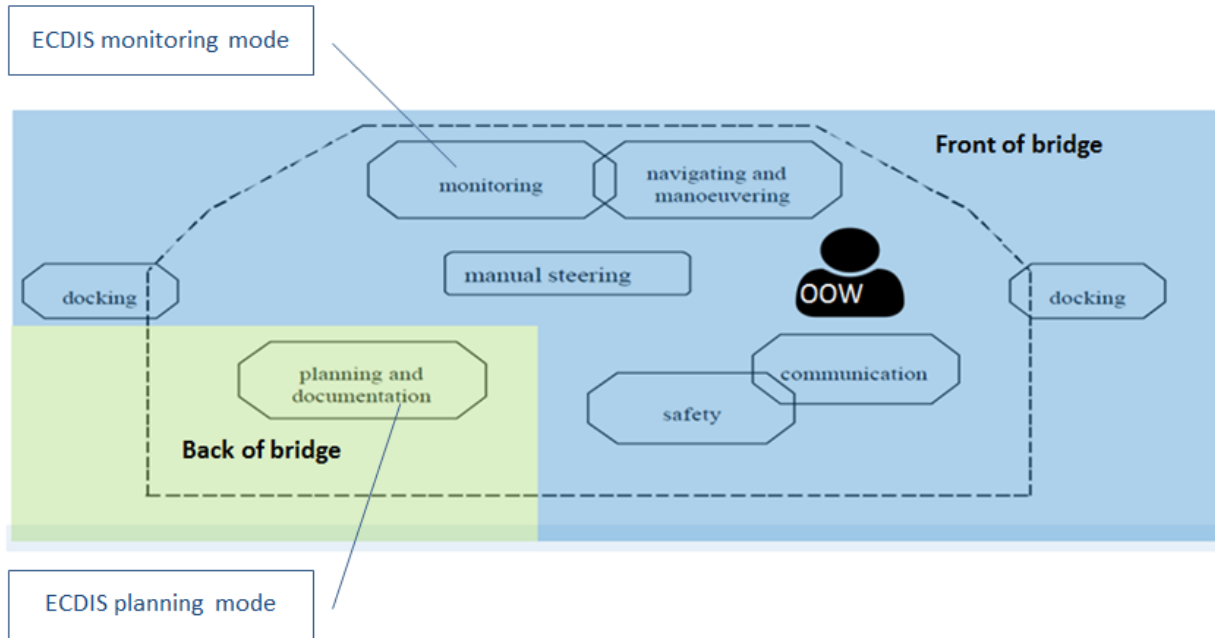 ECDIS monitoring mode
Front of bridge
monitoring
navigating and
manoeuvering
manual steering
OOW
docking
docking
planning and
documentation
communication
safety
Back of bridge
ECDIS planning mode